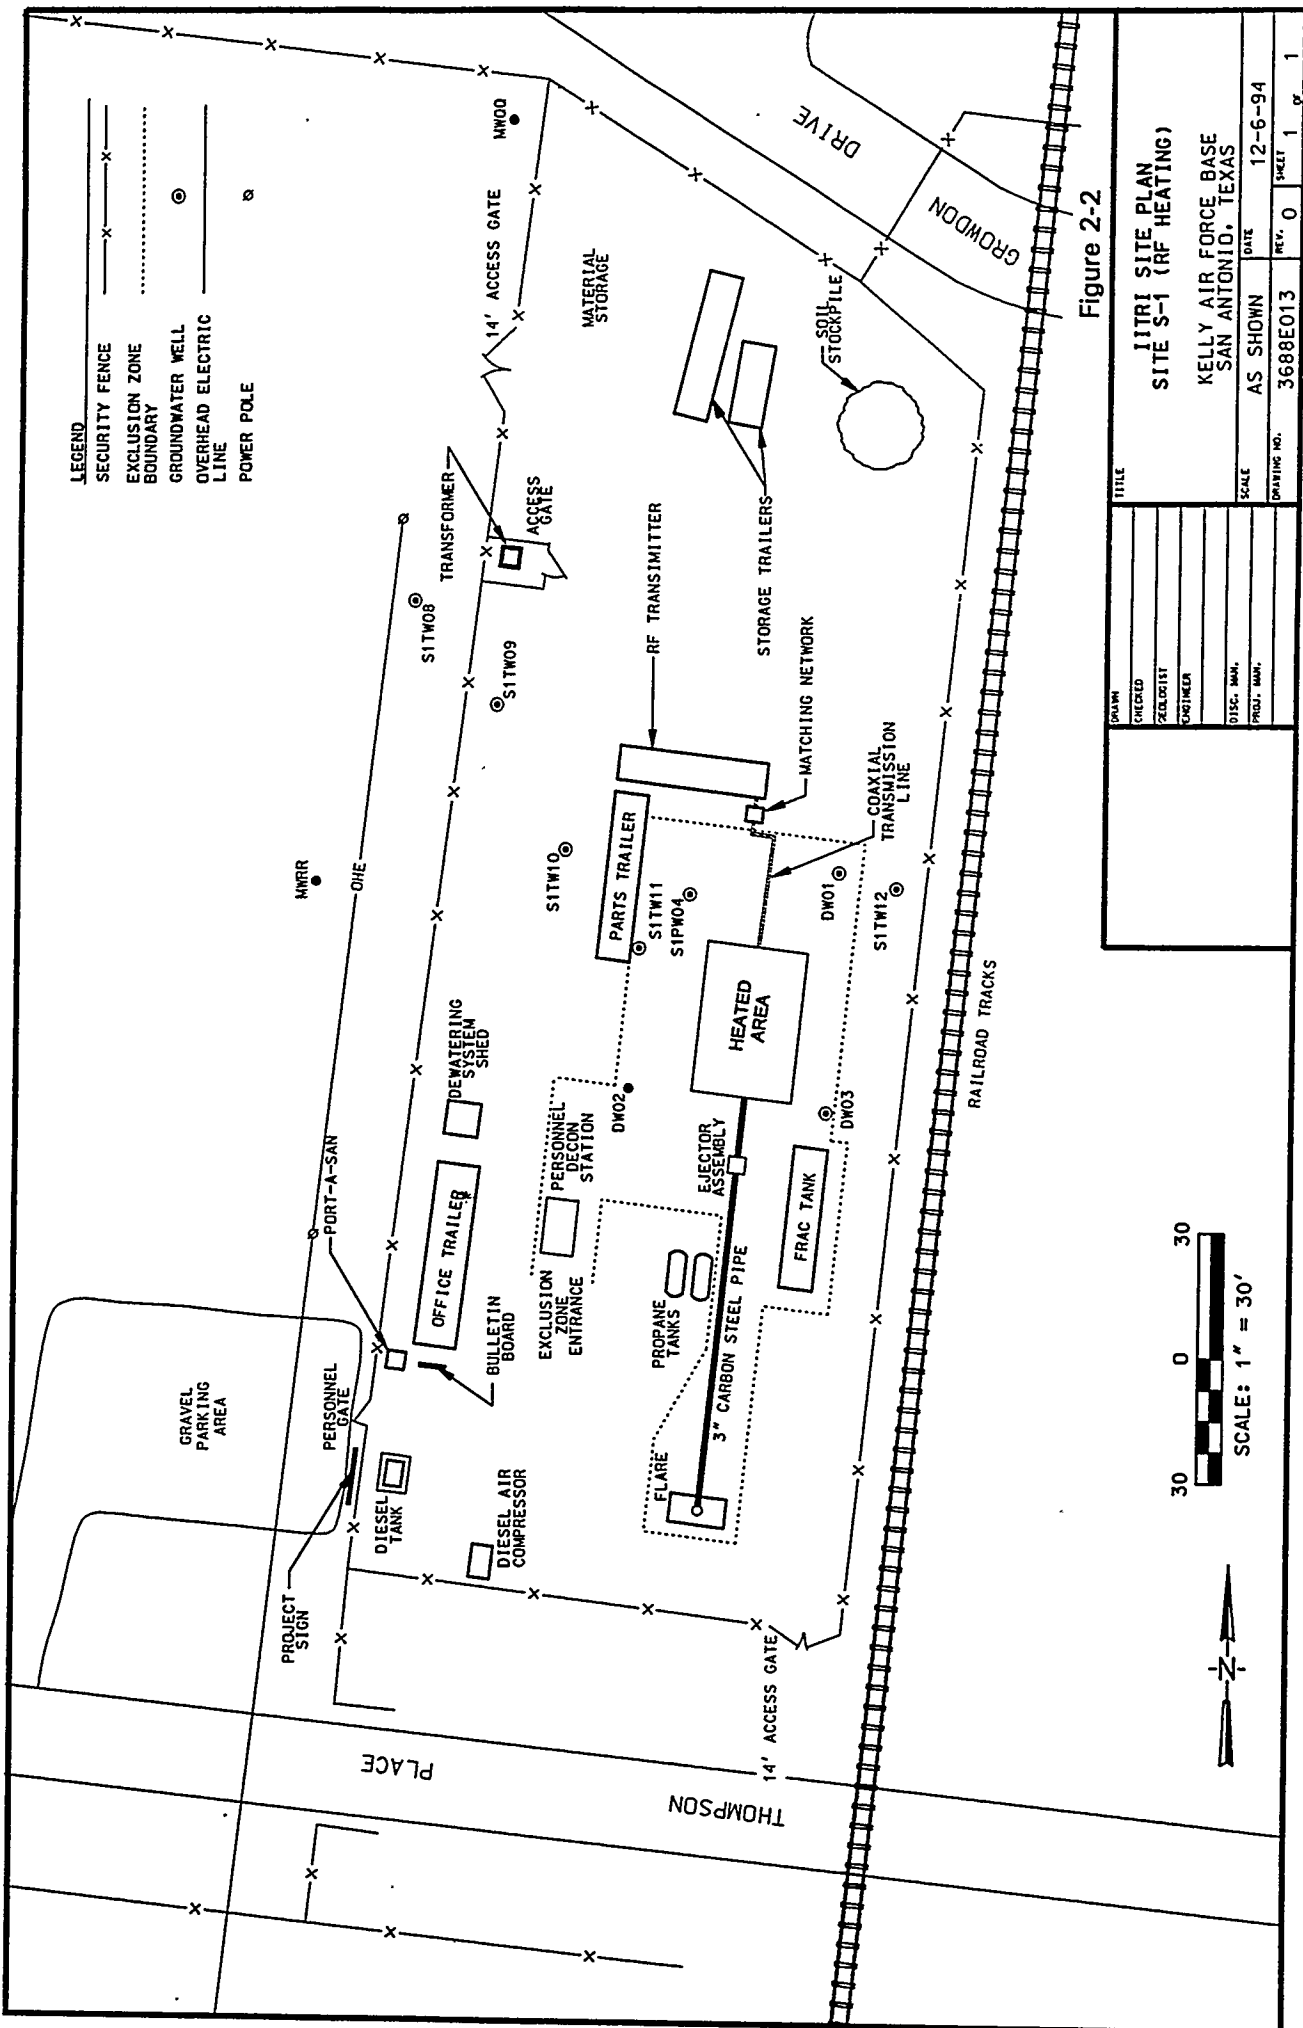 LEGEND
SECURITY FENCE
EXCLUSION ZONE
BOUNDARY
GROUNDWATER WELL
OVERHEAD ELECTRIC
LINE
POWER POLE
GRAVEL
PARKING
AREA
PROJECT
SIGN
PERSONNEL
GATE
PORT-A-SAN
OHE
MWRR
TRANSFORMER
14' ACCESS GATE
MWQQ
S1TW08
S1TW09
ACCESS
GATE
MATERIAL
STORAGE
DIESEL
TANK
BULLETIN
BOARD
OFFICE TRAILER
DEWATERING
SYSTEM
SHED
DIESEL AIR
COMPRESSOR
EXCLUSION
ZONE
ENTRANCE
PERSONNEL
DECON
STATION
DW02
S1TW10
PARTS TRAILER
S1TW11
S1PW04
RF TRANSIMITTER
FLARE
PROPANE
TANKS
3" CARBON STEEL PIPE
EJECTOR
ASSEMBLY
HEATED
AREA
FRAC TANK
DW03
DW01
S1TW12
COAXIAL
TRANSMISSION
LINE
MATCHING NETWORK
STORAGE TRAILERS
SOIL
STOCKPILE
14' ACCESS GATE
THOMPSON
PLACE
GROWDON
DRIVE
RAILROAD TRACKS
N
30
0
30
SCALE: 1" = 30'
Figure 2-2
DRAWN
CHECKED
GEOLOGIST
ENGINEER
DISC. MAN.
PROJ. MAN.
TITLE
IITRI SITE PLAN
SITE S-1 (RF HEATING)
KELLY AIR FORCE BASE
SAN ANTONIO, TEXAS
SCALE
AS SHOWN
DATE
12-6-94
DRAWING NO.
3688E013
REV.
0
SHEET
1 OF 1